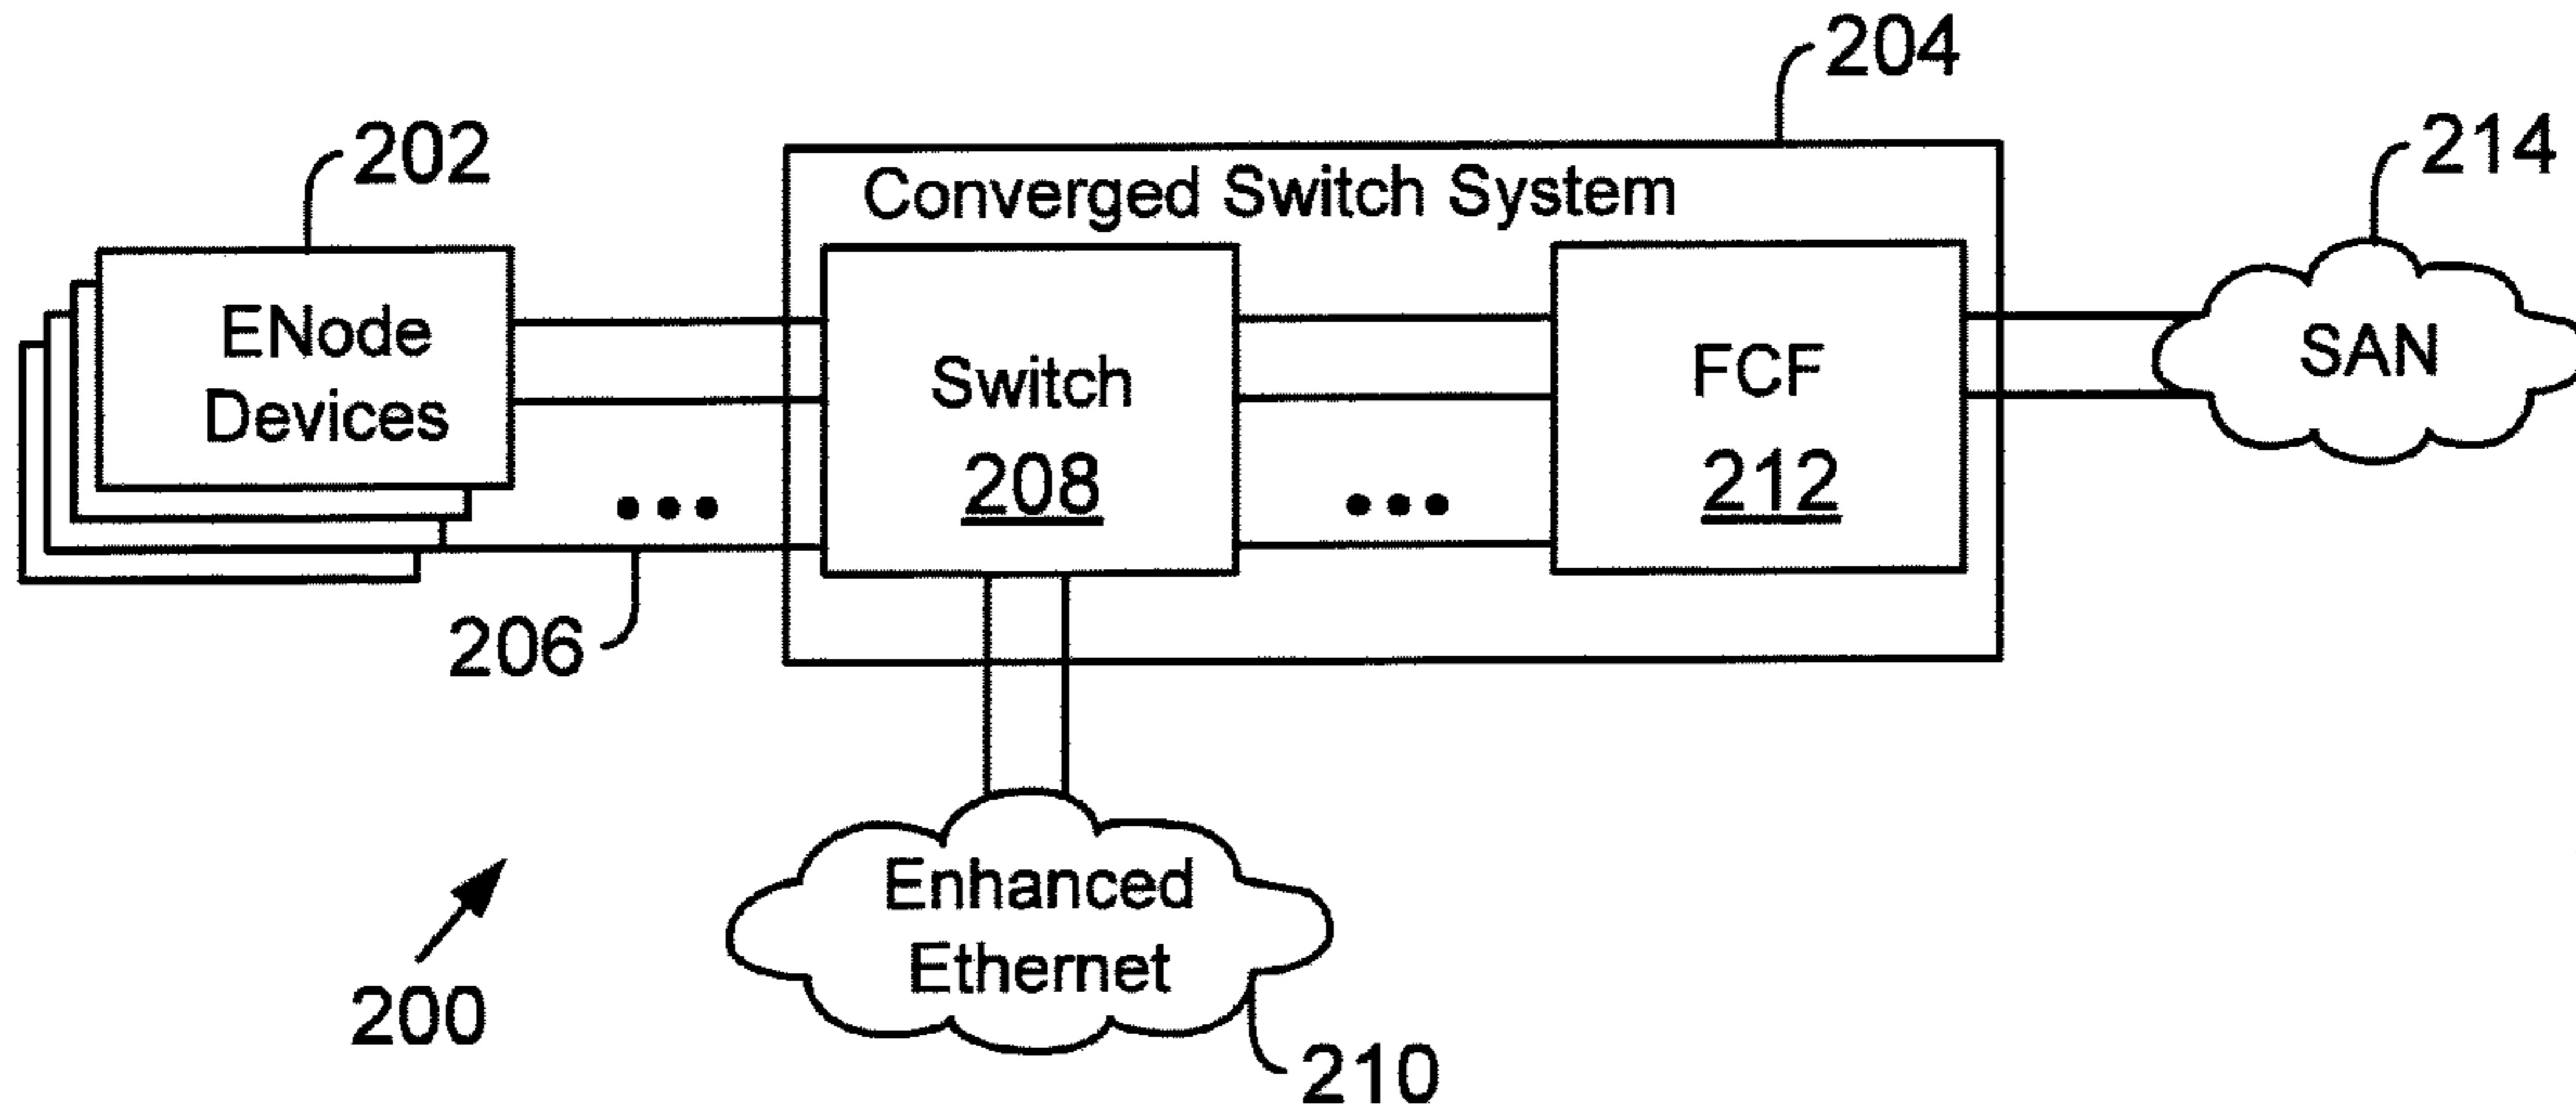 204
202
214
Converged Switch System
ENode
Devices
Switch
208
FCF
212
SAN
206
Enhanced
Ethernet
200
210